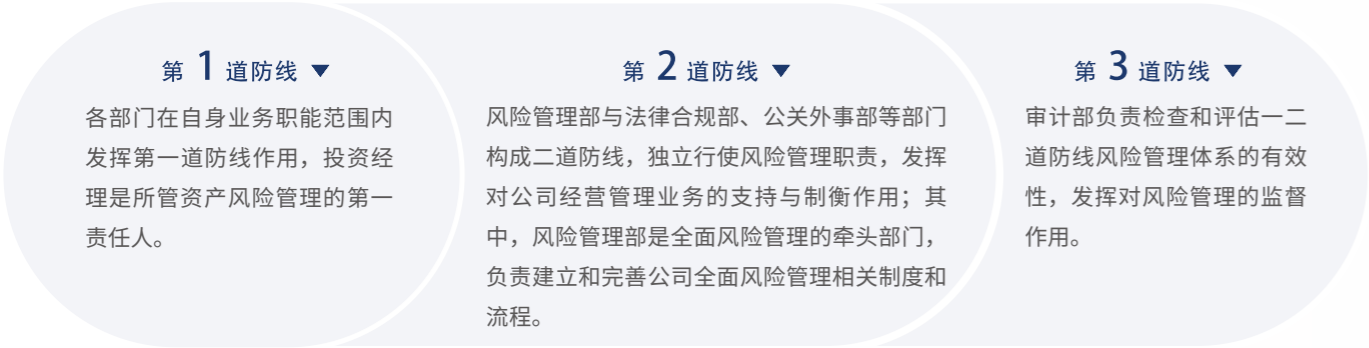 第 1 道防线
各部门在自身业务职能范围内
发挥第一道防线作用，投资经
理是所管资产风险管理的第一
责任人。
第 2 道防线
风险管理部与法律合规部、公关外事部等部门
构成二道防线，独立行使风险管理职责，发挥
对公司经营管理业务的支持与制衡作用；其
中，风险管理部是全面风险管理的牵头部门，
负责建立和完善公司全面风险管理相关制度和
流程。
第 3 道防线
审计部负责检查和评估一二
道防线风险管理体系的有效
性，发挥对风险管理的监督
作用。